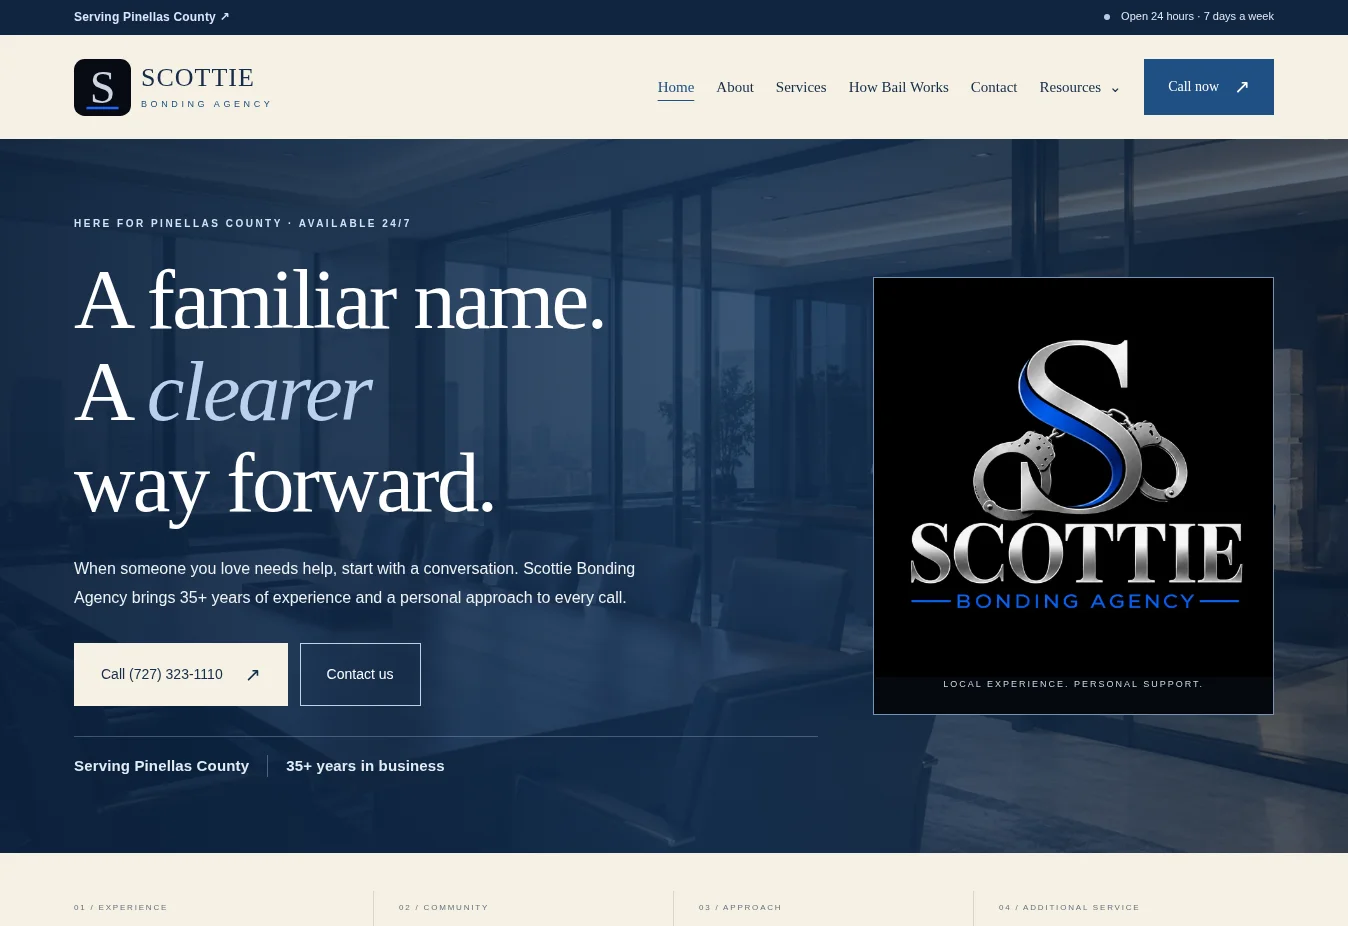 Serving Pinellas County ↗
Open 24 hours · 7 days a week
S
SCOTTIE
BONDING AGENCY
Home About Services How Bail Works Contact Resources
Call now ↗
HERE FOR PINELLAS COUNTY · AVAILABLE 24/7
A familiar name.
A clearer
way forward.
When someone you love needs help, start with a conversation. Scottie Bonding
Agency brings 35+ years of experience and a personal approach to every call.
Call (727) 323-1110 ↗
Contact us
Serving Pinellas County
35+ years in business
S
SCOTTIE
BONDING AGENCY
LOCAL EXPERIENCE. PERSONAL SUPPORT.
01 / EXPERIENCE
02 / COMMUNITY
03 / APPROACH
04 / ADDITIONAL SERVICE